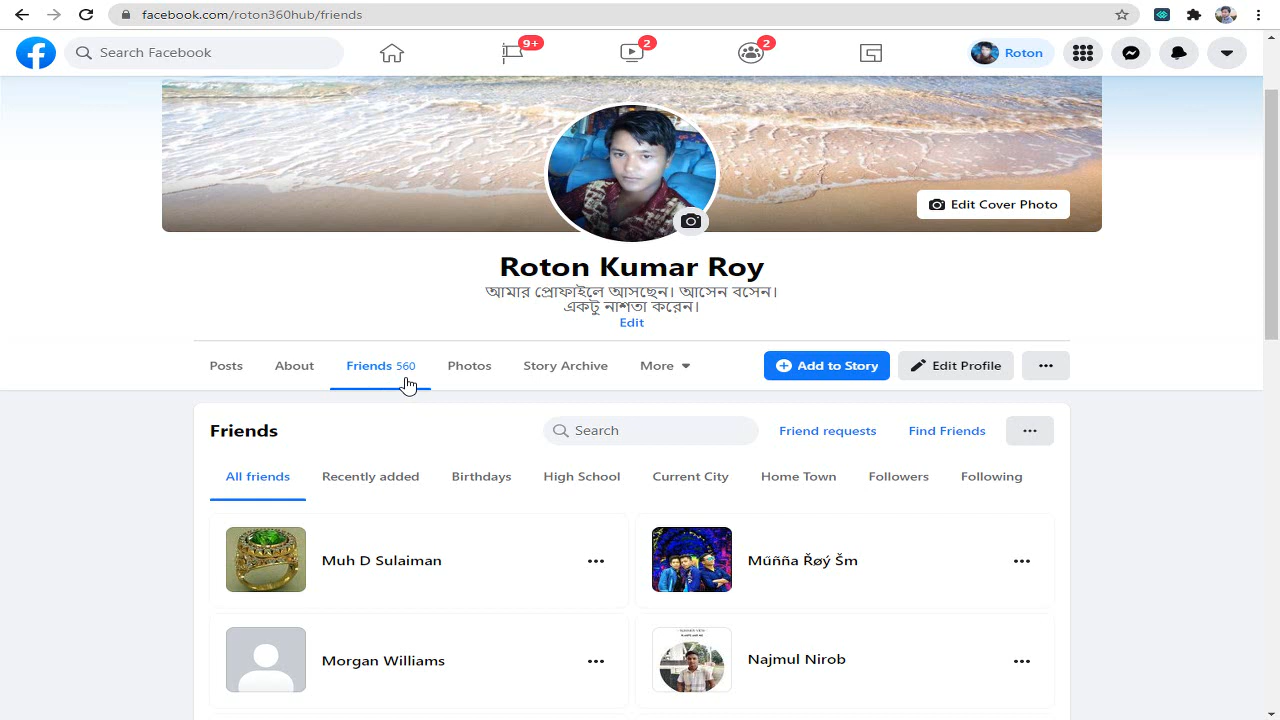 facebook.com/roton360hub/friends
Search Facebook
9+
2
2
Roton
Edit Cover Photo
Roton Kumar Roy
আমার প্রোফাইলে আসছেন। আসেন বসেন।
একটু নাশতা করেন।
Edit
Posts About Friends 560 Photos Story Archive More
Add to Story Edit Profile
Friends
Search
Friend requests Find Friends
All friends Recently added Birthdays High School Current City Home Town Followers Following
Muh D Sulaiman
Múññа Řøý Šm
Morgan Williams
Najmul Nirob